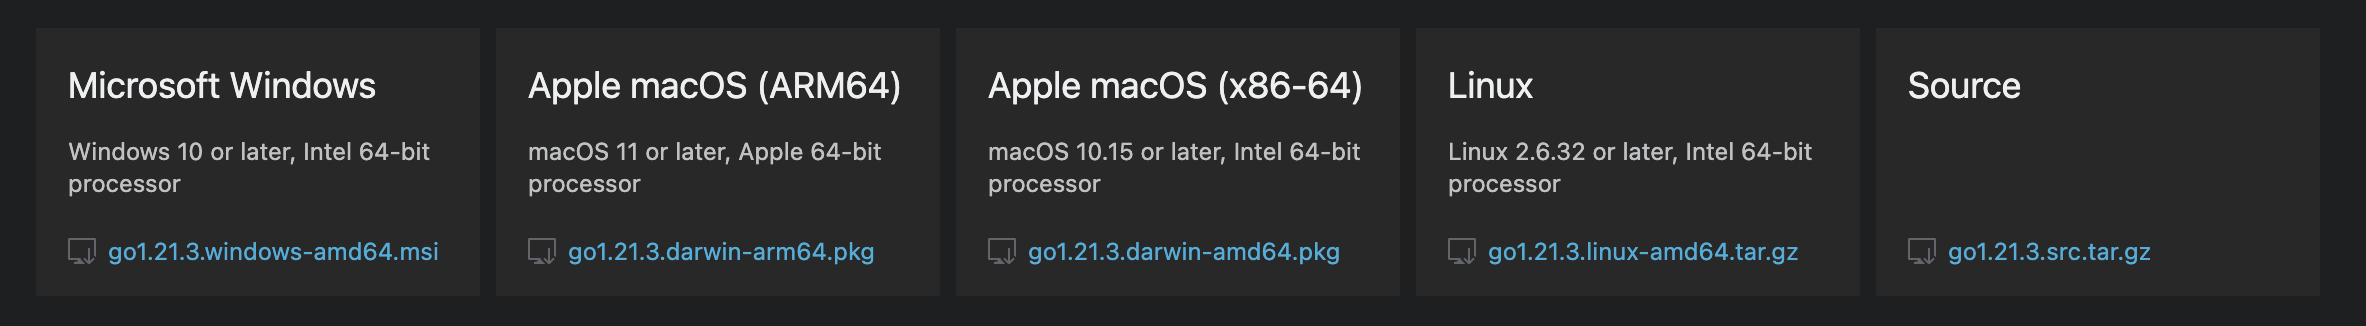 Microsoft Windows
Windows 10 or later, Intel 64-bit
processor
go1.21.3.windows-amd64.msi
Apple macOS (ARM64)
macOS 11 or later, Apple 64-bit
processor
go1.21.3.darwin-arm64.pkg
Apple macOS (x86-64)
macOS 10.15 or later, Intel 64-bit
processor
go1.21.3.darwin-amd64.pkg
Linux
Linux 2.6.32 or later, Intel 64-bit
processor
go1.21.3.linux-amd64.tar.gz
Source
go1.21.3.src.tar.gz